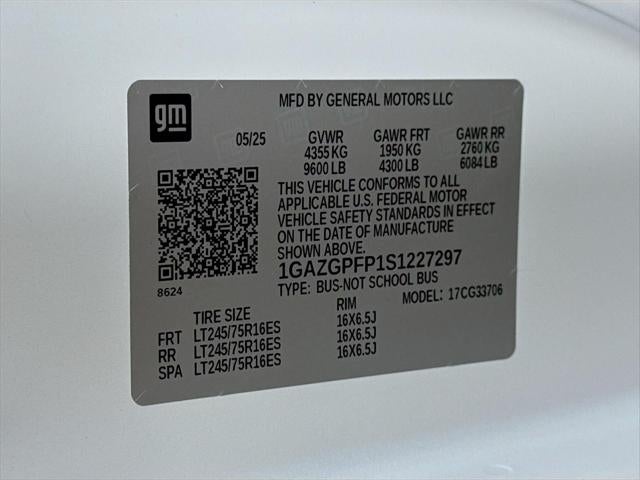 gm
MFD BY GENERAL MOTORS LLC
05/25 GVWR GAWR FRT GAWR RR
4355 KG 1950 KG 2760 KG
9600 LB 4300 LB 6084 LB
THIS VEHICLE CONFORMS TO ALL
APPLICABLE U.S. FEDERAL MOTOR
VEHICLE SAFETY STANDARDS IN EFFECT
ON THE DATE OF MANUFACTURE
SHOWN ABOVE.
1GAZGPFP1S1227297
8624
TYPE: BUS-NOT SCHOOL BUS
MODEL: 17CG33706
TIRE SIZE RIM
FRT LT245/75R16ES 16X6.5J
RR LT245/75R16ES 16X6.5J
SPA LT245/75R16ES 16X6.5J